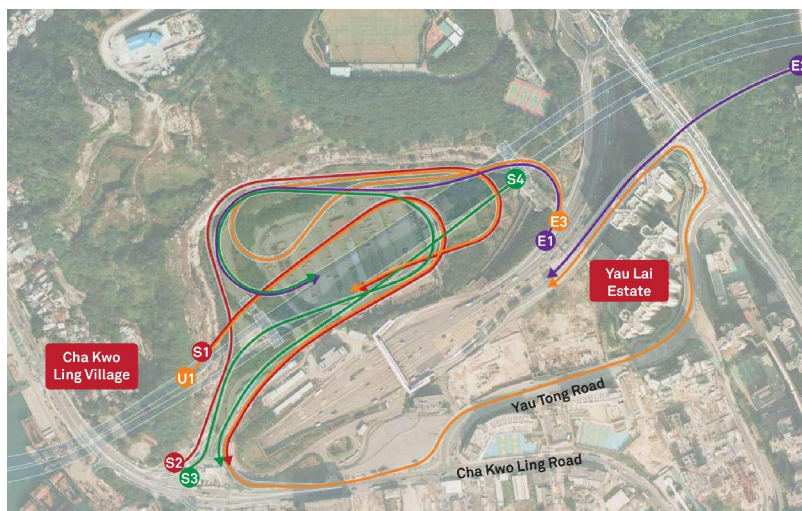 E2
S4
E3
E1
Yau Lai
Estate
S1
Cha Kwo
Ling Village
U1
Yau Tong Road
S2
S3
Cha Kwo Ling Road